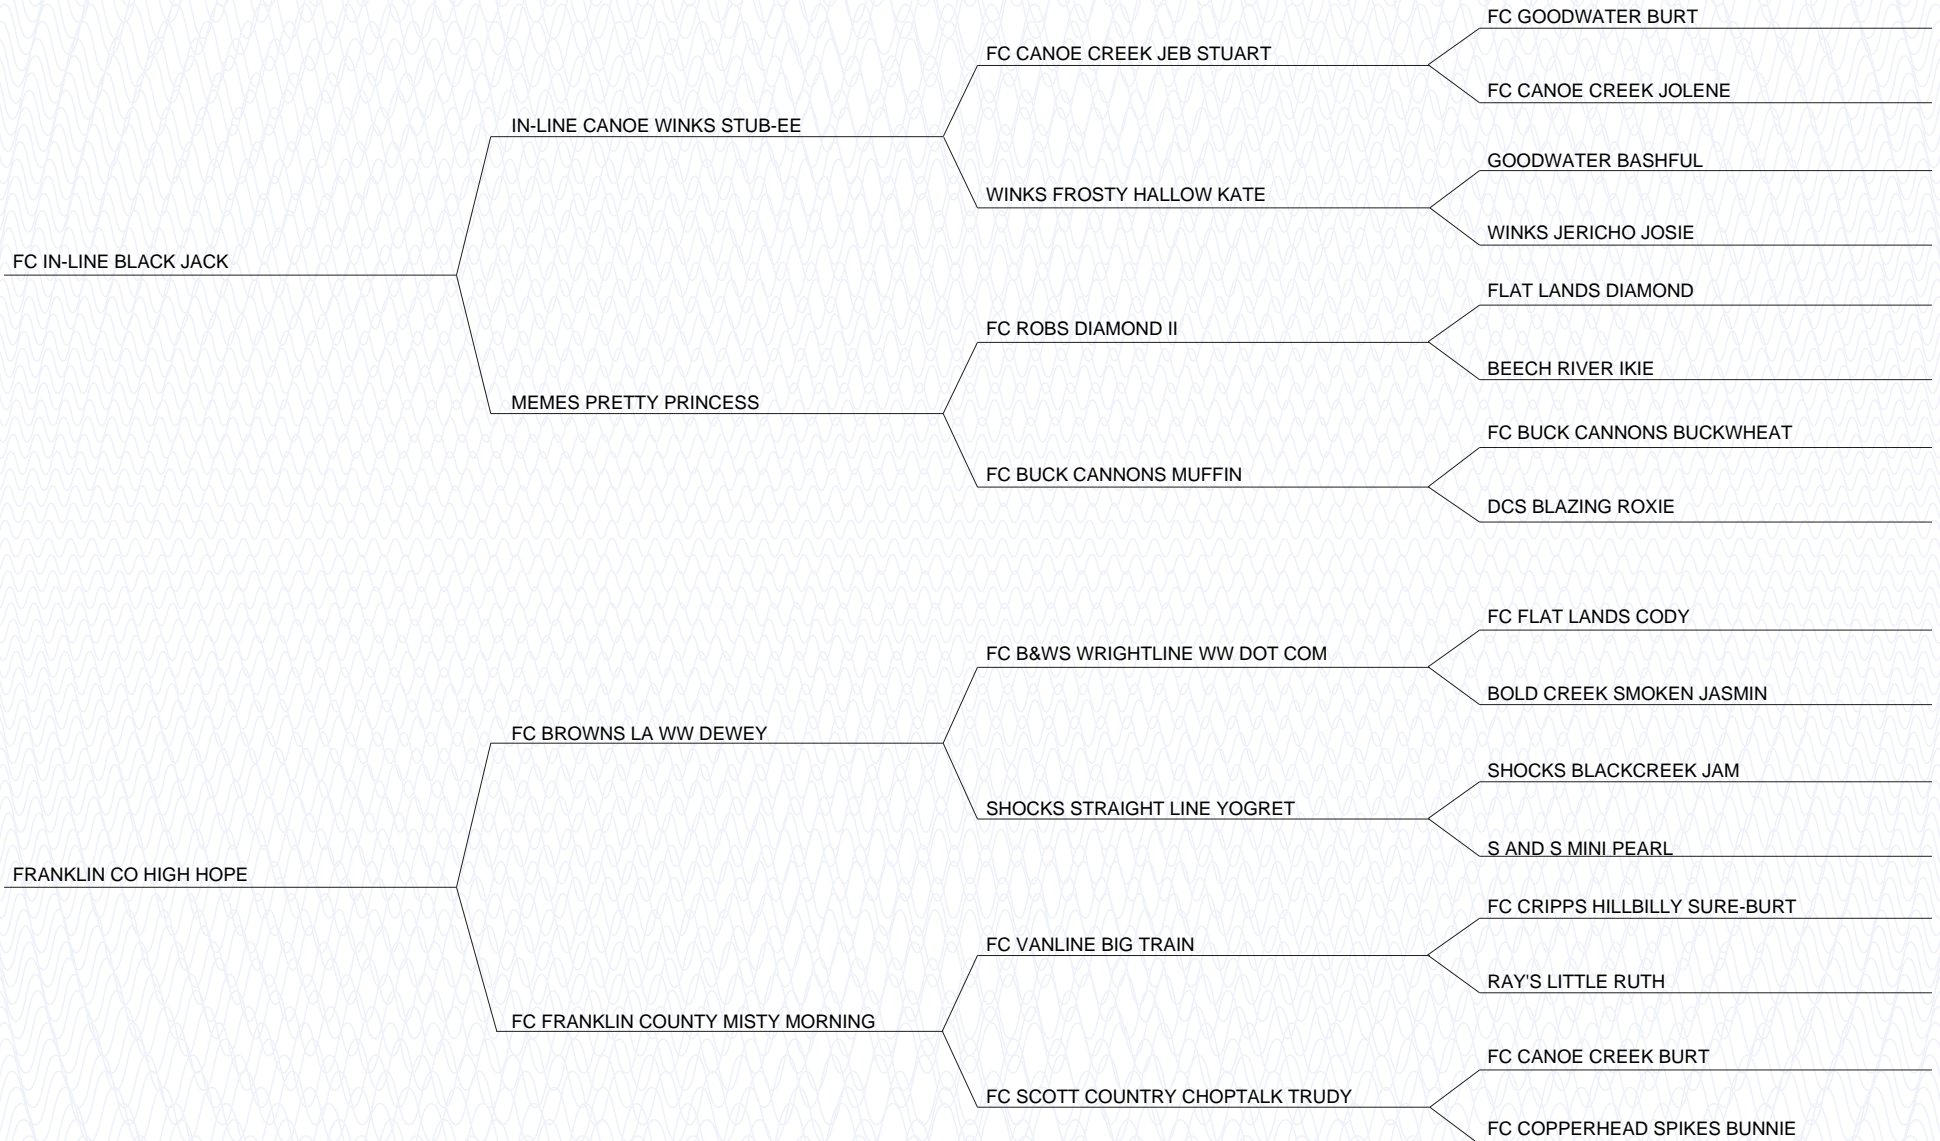 FC GOODWATER BURT
FC CANOE CREEK JEB STUART
FC CANOE CREEK JOLENE
IN-LINE CANOE WINKS STUB-EE
GOODWATER BASHFUL
WINKS FROSTY HALLOW KATE
WINKS JERICHO JOSIE
FC IN-LINE BLACK JACK
FLAT LANDS DIAMOND
FC ROBS DIAMOND II
BEECH RIVER IKIE
MEMES PRETTY PRINCESS
FC BUCK CANNONS BUCKWHEAT
FC BUCK CANNONS MUFFIN
DCS BLAZING ROXIE
FC FLAT LANDS CODY
FC B&WS WRIGHTLINE WW DOT COM
BOLD CREEK SMOKEN JASMIN
FC BROWNS LA WW DEWEY
SHOCKS BLACKCREEK JAM
SHOCKS STRAIGHT LINE YOGRET
S AND S MINI PEARL
FRANKLIN CO HIGH HOPE
FC CRIPPS HILLBILLY SURE-BURT
FC VANLINE BIG TRAIN
RAY'S LITTLE RUTH
FC FRANKLIN COUNTY MISTY MORNING
FC CANOE CREEK BURT
FC SCOTT COUNTRY CHOPTALK TRUDY
FC COPPERHEAD SPIKES BUNNIE